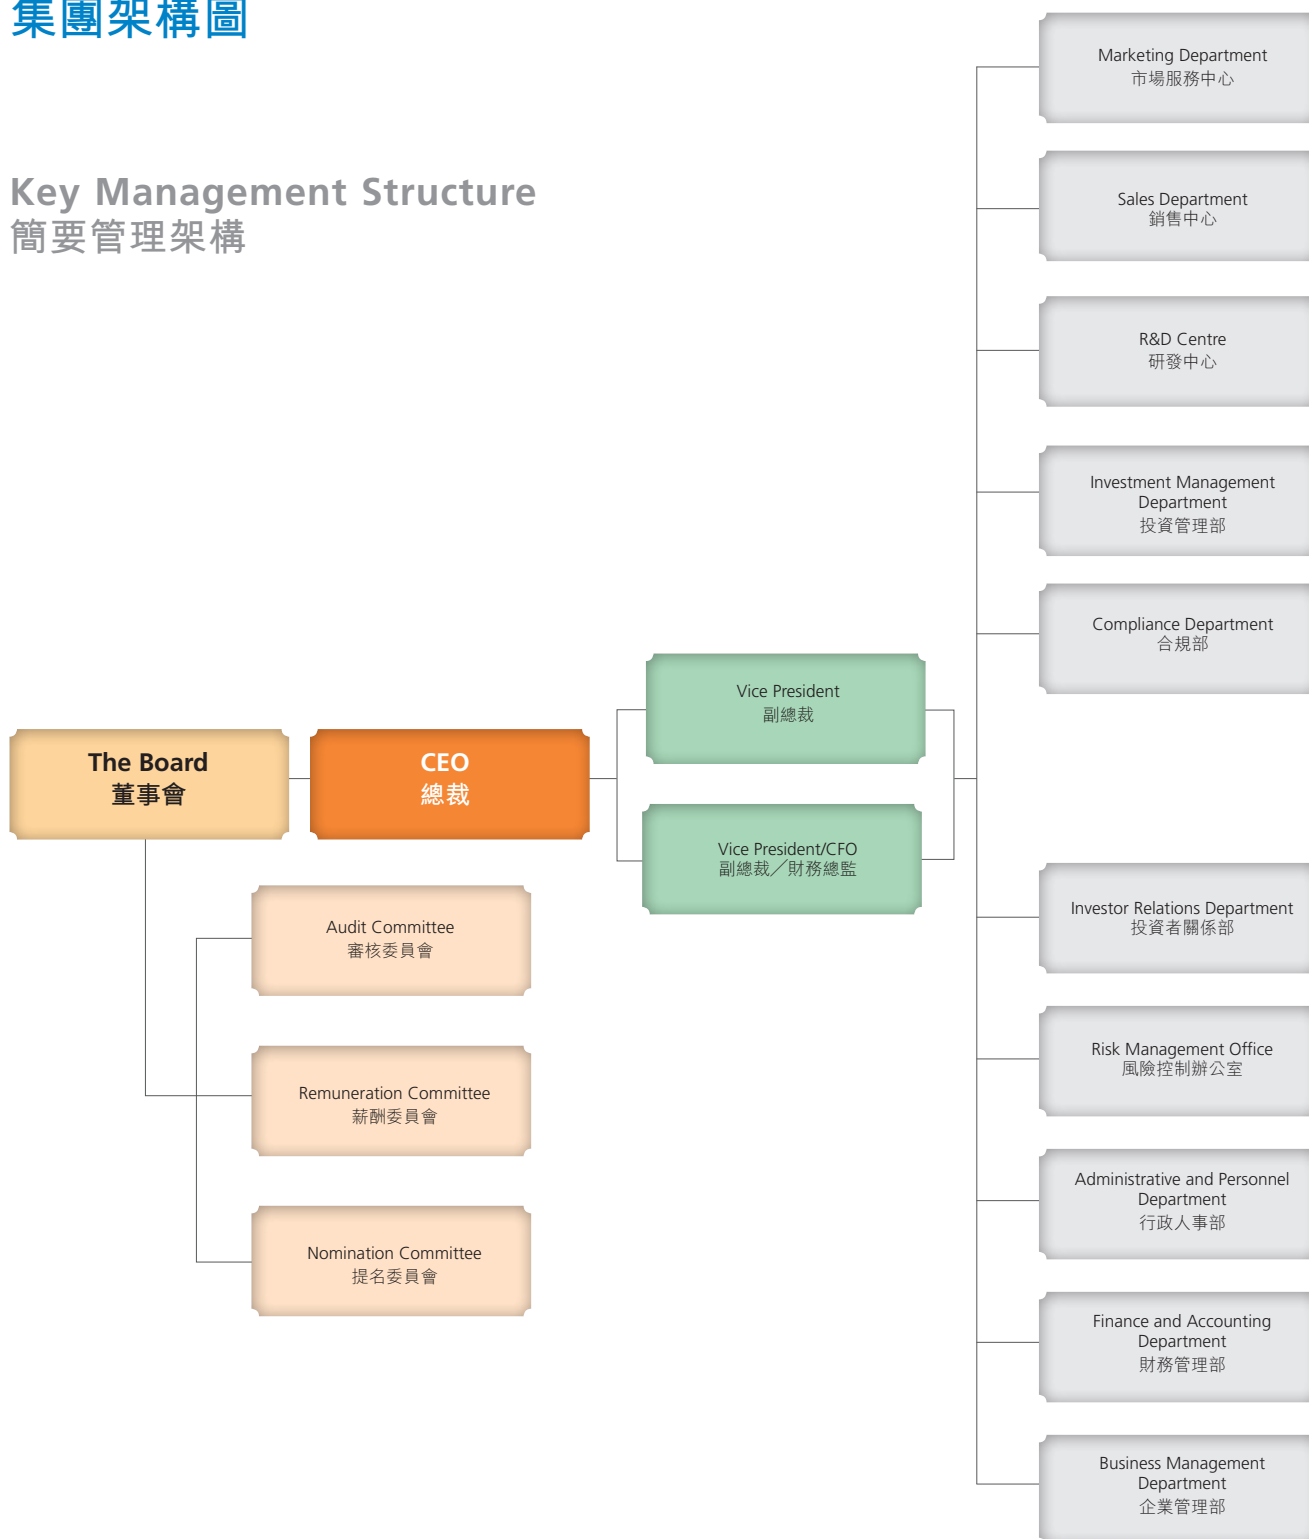 集團架構圖
Key Management Structure
簡要管理架構
The Board
董事會
CEO
總裁
Audit Committee
審核委員會
Remuneration Committee
薪酬委員會
Nomination Committee
提名委員會
Vice President
副總裁
Vice President/CFO
副總裁／財務總監
Marketing Department
市場服務中心
Sales Department
銷售中心
R&D Centre
研發中心
Investment Management
Department
投資管理部
Compliance Department
合規部
Investor Relations Department
投資者關係部
Risk Management Office
風險控制辦公室
Administrative and Personnel
Department
行政人事部
Finance and Accounting
Department
財務管理部
Business Management
Department
企業管理部